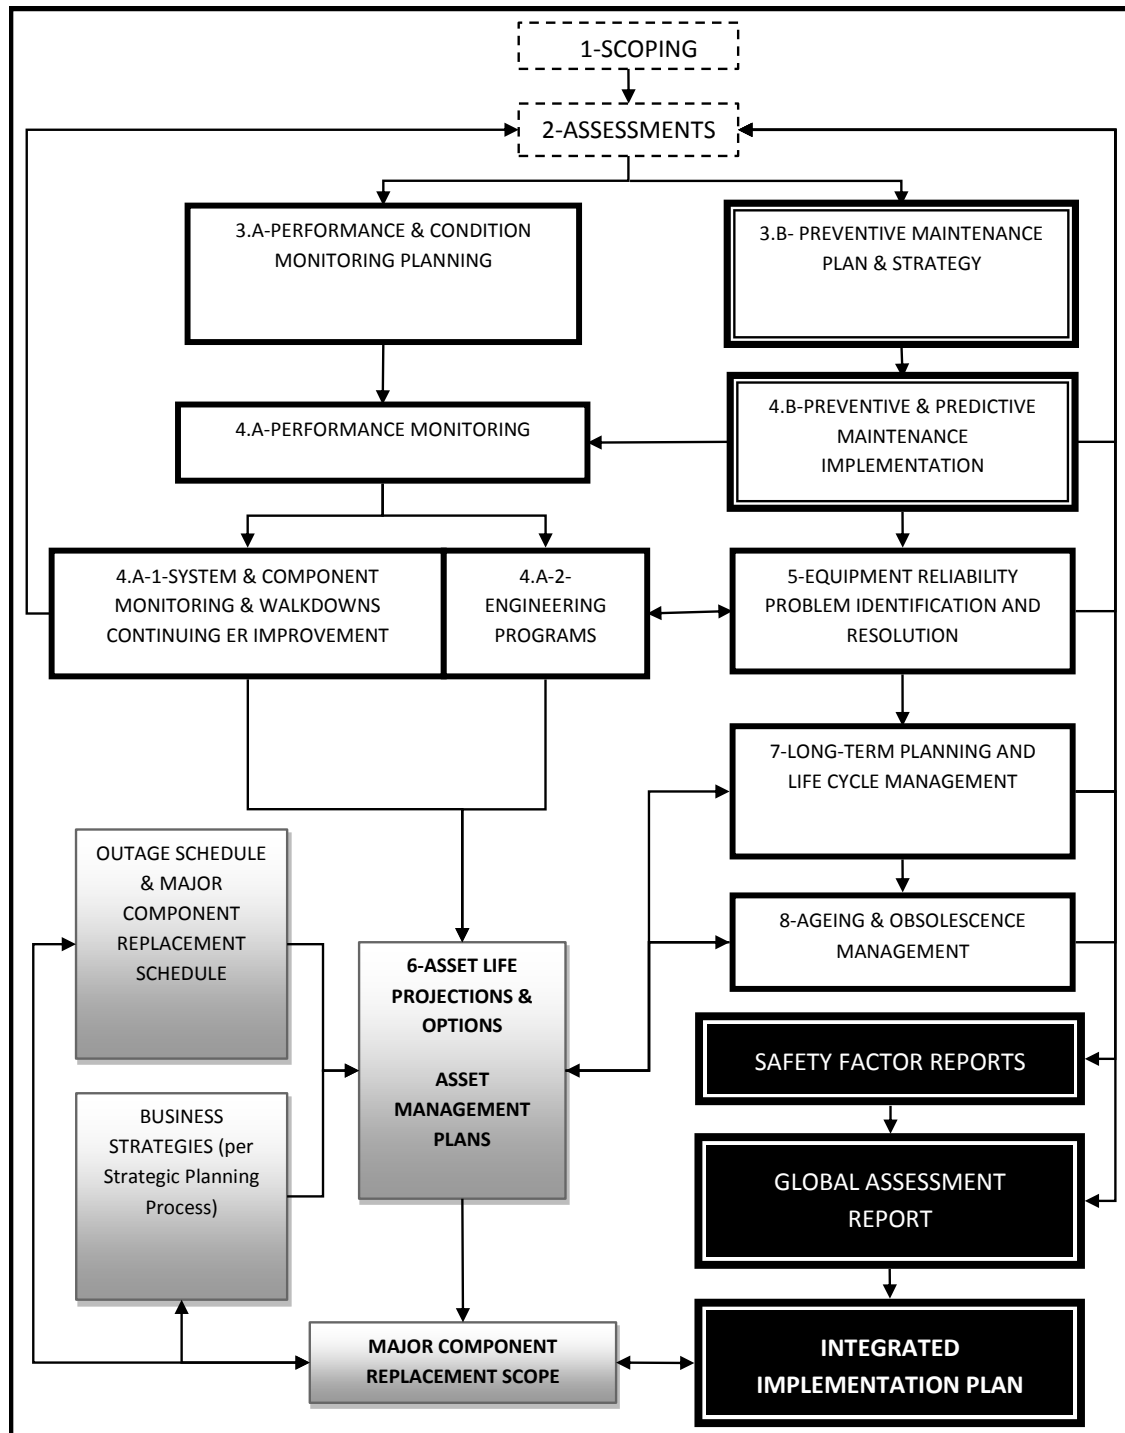 1-SCOPING
2-ASSESSMENTS
3.A-PERFORMANCE & CONDITION
MONITORING PLANNING
3.B- PREVENTIVE MAINTENANCE
PLAN & STRATEGY
4.A-PERFORMANCE MONITORING
4.B-PREVENTIVE & PREDICTIVE
MAINTENANCE
IMPLEMENTATION
4.A-1-SYSTEM & COMPONENT
MONITORING & WALKDOWNS
CONTINUING ER IMPROVEMENT
4.A-2-
ENGINEERING
PROGRAMS
5-EQUIPMENT RELIABILITY
PROBLEM IDENTIFICATION AND
RESOLUTION
7-LONG-TERM PLANNING AND
LIFE CYCLE MANAGEMENT
OUTAGE SCHEDULE
& MAJOR
COMPONENT
REPLACEMENT
SCHEDULE
8-AGEING & OBSOLESCENCE
MANAGEMENT
6-ASSET LIFE
PROJECTIONS &
OPTIONS
ASSET
MANAGEMENT
PLANS
SAFETY FACTOR REPORTS
BUSINESS
STRATEGIES (per
Strategic Planning
Process)
GLOBAL ASSESSMENT
REPORT
MAJOR COMPONENT
REPLACEMENT SCOPE
INTEGRATED
IMPLEMENTATION PLAN